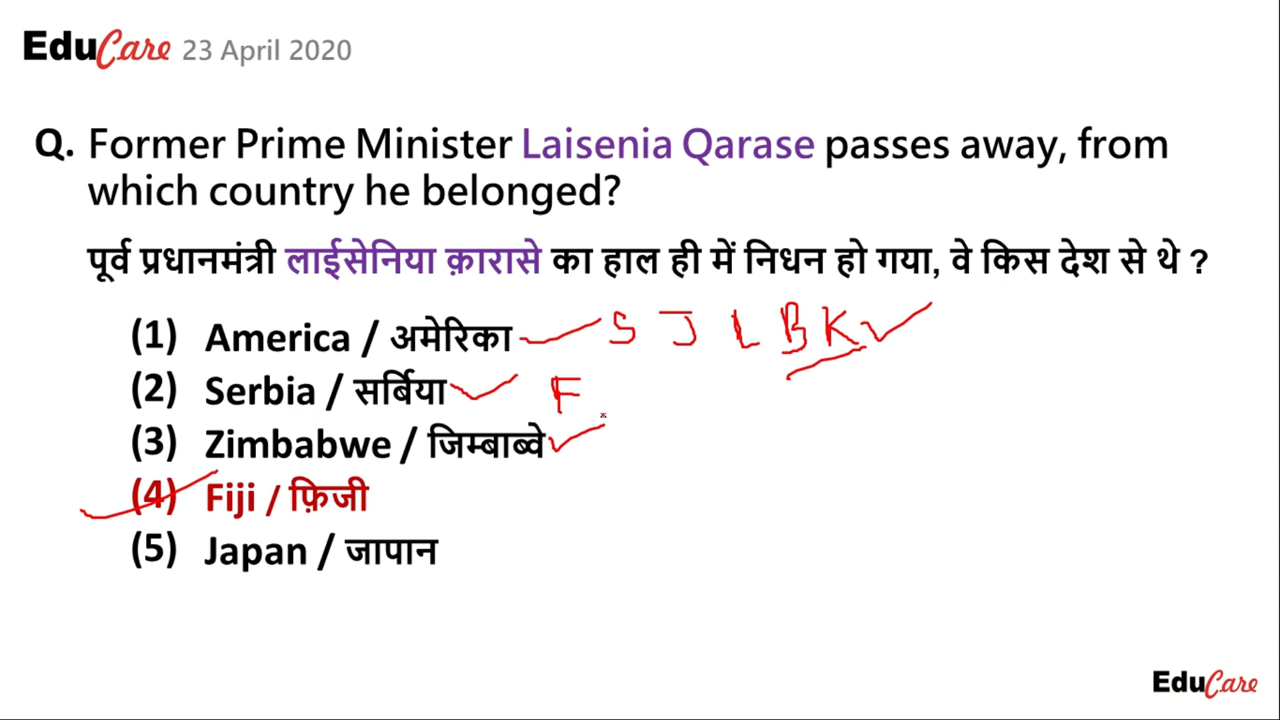 EduCare 23 April 2020
Q. Former Prime Minister Laisenia Qarase passes away, from
which country he belonged?
पूर्व प्रधानमंत्री लाईसेनिया क़ारासे का हाल ही में निधन हो गया, वे किस देश से थे ?
(1) America / अमेरिका S J L B K
(2) Serbia / सर्बिया F
(3) Zimbabwe / जिम्बाब्वे
(4) Fiji / फ़िजी
(5) Japan / जापान
EduCare